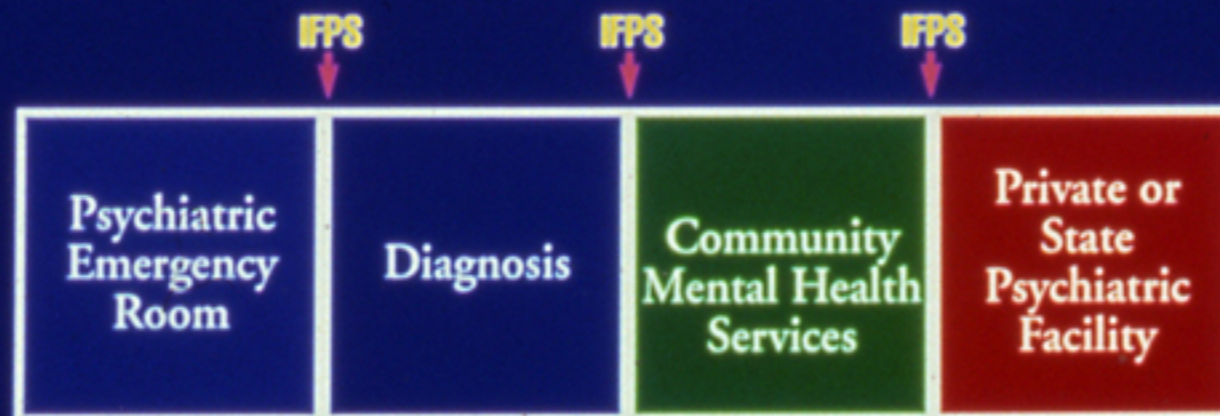 IFPS IFPS IFPS
Psychiatric
Emergency
Room
Diagnosis
Community
Mental Health
Services
Private or
State
Psychiatric
Facility